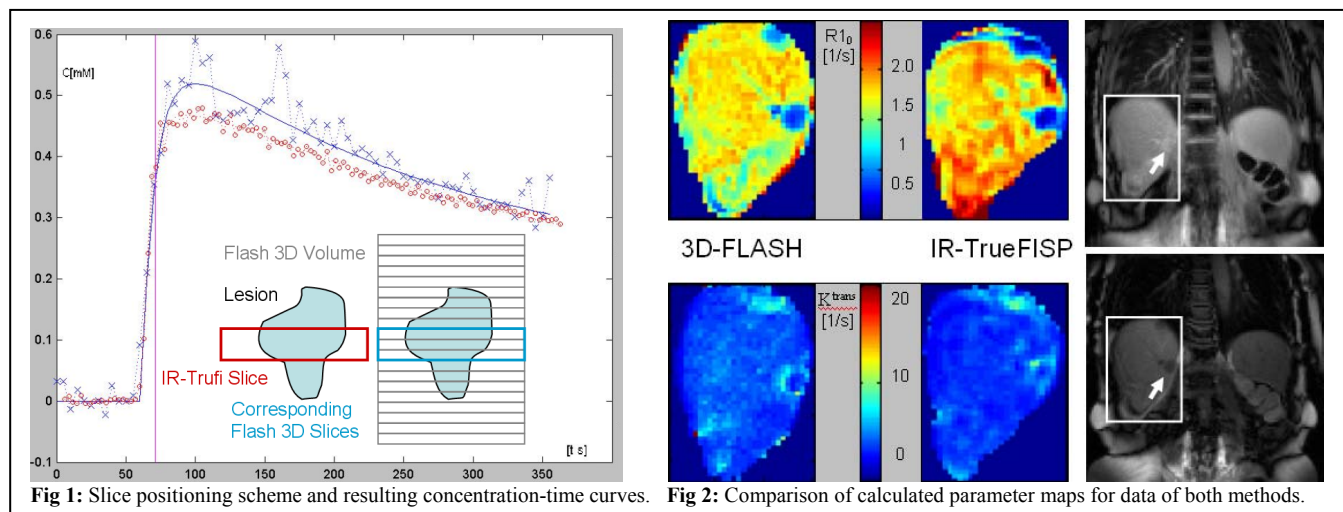 0.6
C[mM]
0.5
0.4
0.3
0.2
0.1
0
-0.1
0 50 100 150 200 250 300 350
[t s]
Flash 3D Volume
Lesion
IR-Trufi Slice
Corresponding
Flash 3D Slices
Fig 1: Slice positioning scheme and resulting concentration-time curves.
R1₀
[1/s]
2.0
1.5
0.5
3D-FLASH
IR-TrueFISP
K^trans
[1/s]
20
10
0
Fig 2: Comparison of calculated parameter maps for data of both methods.